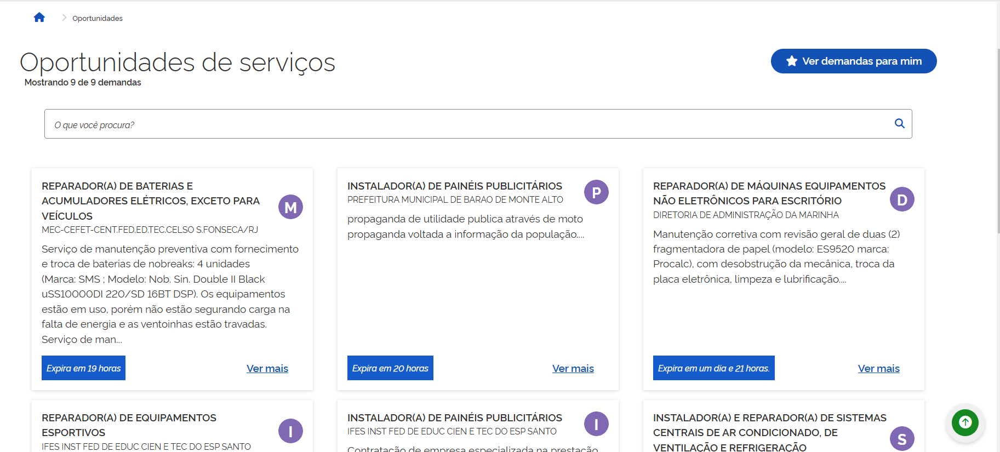 Oportunidades
Oportunidades de serviços
Mostrando 9 de 9 demandas
Ver demandas para mim
O que você procura?
REPARADOR(A) DE BATERIAS E
ACUMULADORES ELÉTRICOS, EXCETO PARA
VEÍCULOS
MEC-CEFET-CENT.FED.ED.TEC.CELSO S.FONSECA/RJ
M
Serviço de manutenção preventiva com fornecimento
e troca de baterias de nobreaks: 4 unidades
(Marca: SMS ; Modelo: Nob. Sin. Double II Black
uSS10000DI 220/SD 16BT DSP). Os equipamentos
estão em uso, porém não estão segurando carga na
falta de energia e as ventoinhas estão travadas.
Serviço de man...
Expira em 19 horas
Ver mais
INSTALADOR(A) DE PAINÉIS PUBLICITÁRIOS
PREFEITURA MUNICIPAL DE BARAO DE MONTE ALTO
P
propaganda de utilidade publica através de moto
propaganda voltada a informação da população....
Expira em 20 horas
Ver mais
REPARADOR(A) DE MÁQUINAS EQUIPAMENTOS
NÃO ELETRÔNICOS PARA ESCRITÓRIO
DIRETORIA DE ADMINISTRAÇÃO DA MARINHA
D
Manutenção corretiva com revisão geral de duas (2)
fragmentadora de papel (modelo: ES9520 marca:
Procalc), com desobstrução da mecânica, troca da
placa eletrônica, limpeza e lubrificação....
Expira em um dia e 21 horas.
Ver mais
REPARADOR(A) DE EQUIPAMENTOS
ESPORTIVOS
IFES INST FED DE EDUC CIEN E TEC DO ESP SANTO
I
INSTALADOR(A) DE PAINÉIS PUBLICITÁRIOS
IFES INST FED DE EDUC CIEN E TEC DO ESP SANTO
I
Contratação de empresa especializada na prestação
INSTALADOR(A) E REPARADOR(A) DE SISTEMAS
CENTRAIS DE AR CONDICIONADO, DE
VENTILAÇÃO E REFRIGERAÇÃO
S